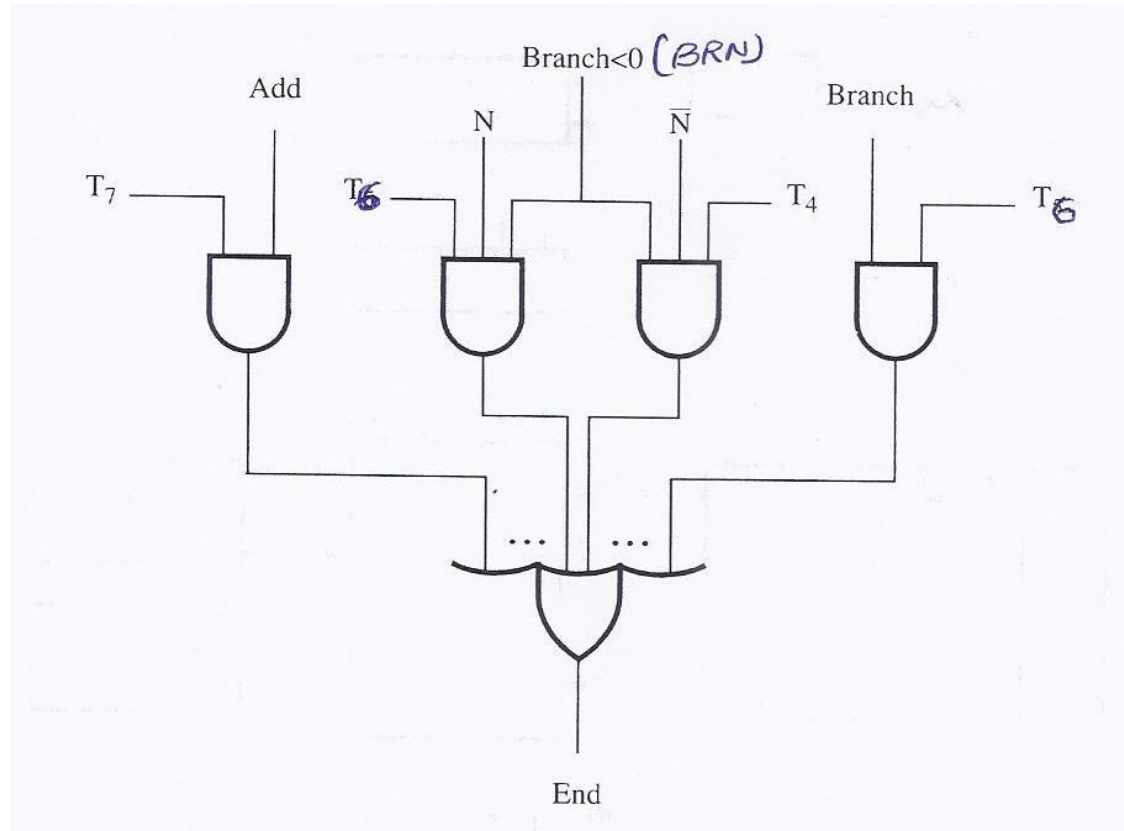 Branch<0 (BRN)
Add
Branch
N
N̅
T7
T6
T4
T6
...
...
End